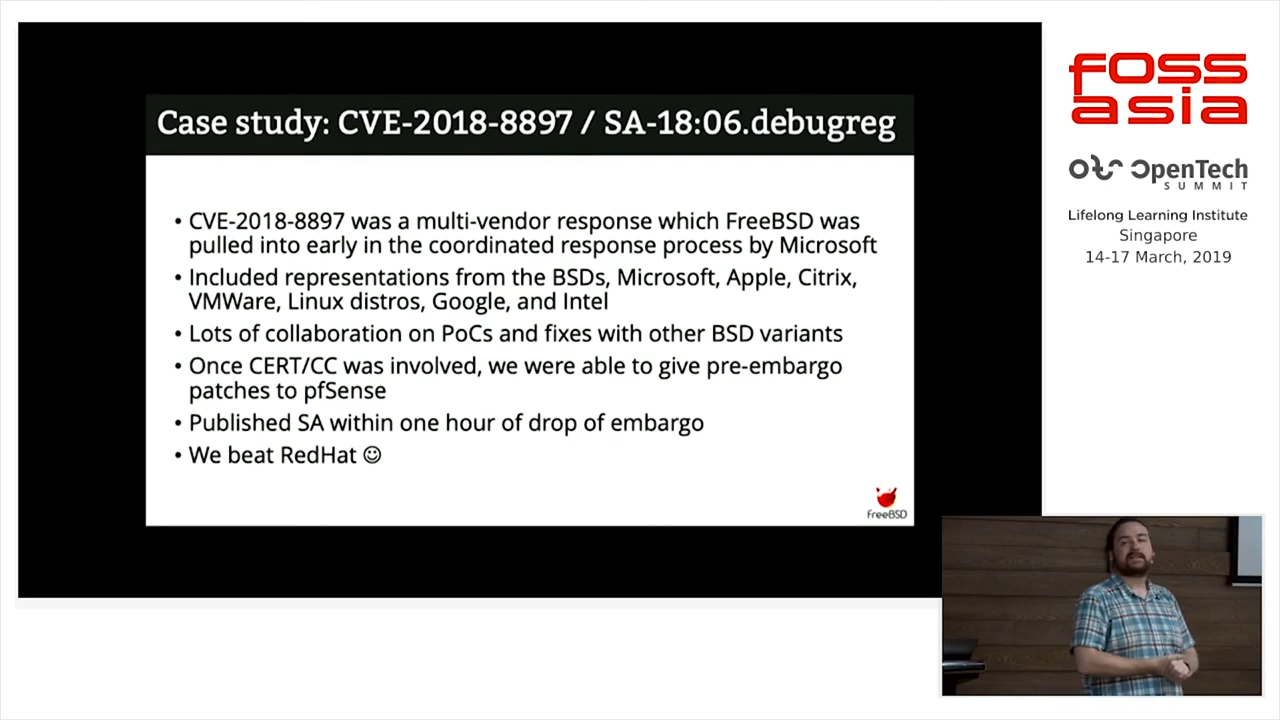 Case study: CVE-2018-8897 / SA-18:06.debugreg
• CVE-2018-8897 was a multi-vendor response which FreeBSD was
pulled into early in the coordinated response process by Microsoft
• Included representations from the BSDs, Microsoft, Apple, Citrix,
VMWare, Linux distros, Google, and Intel
• Lots of collaboration on PoCs and fixes with other BSD variants
• Once CERT/CC was involved, we were able to give pre-embargo
patches to pfSense
• Published SA within one hour of drop of embargo
• We beat RedHat ☺
FreeBSD
FOSS
asia
OpenTech
SUMMIT
Lifelong Learning Institute
Singapore
14-17 March, 2019